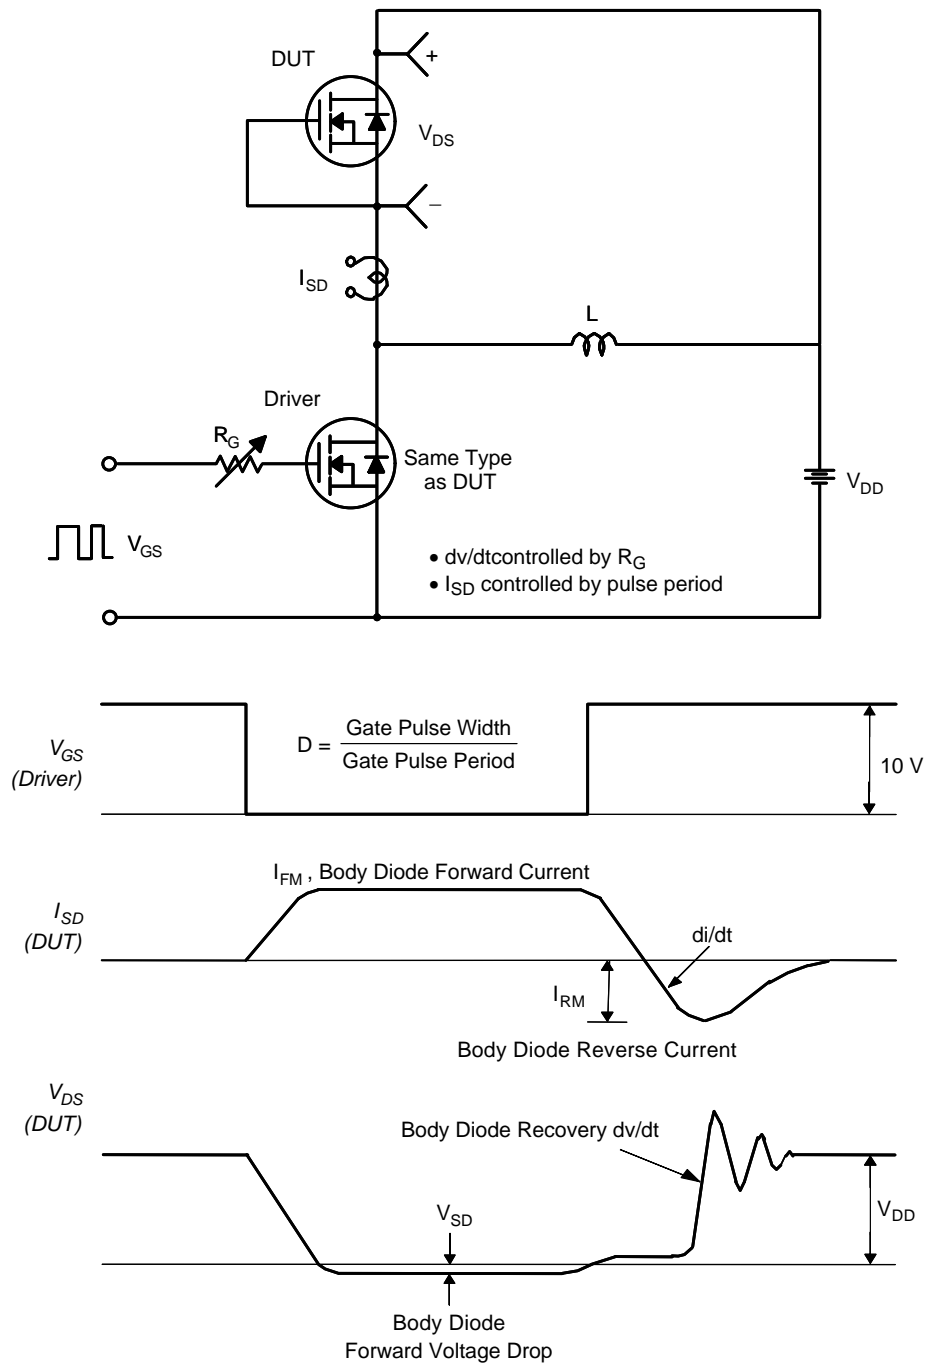 DUT
+
V_DS
−
I_SD
L
Driver
R_G
Same Type
as DUT
V_DD
V_GS
• dv/dtcontrolled by R_G
• I_SD controlled by pulse period
V_GS
(Driver)
D = Gate Pulse Width
Gate Pulse Period
10 V
I_FM , Body Diode Forward Current
I_SD
(DUT)
di/dt
I_RM
Body Diode Reverse Current
V_DS
(DUT)
Body Diode Recovery dv/dt
V_SD
V_DD
Body Diode
Forward Voltage Drop